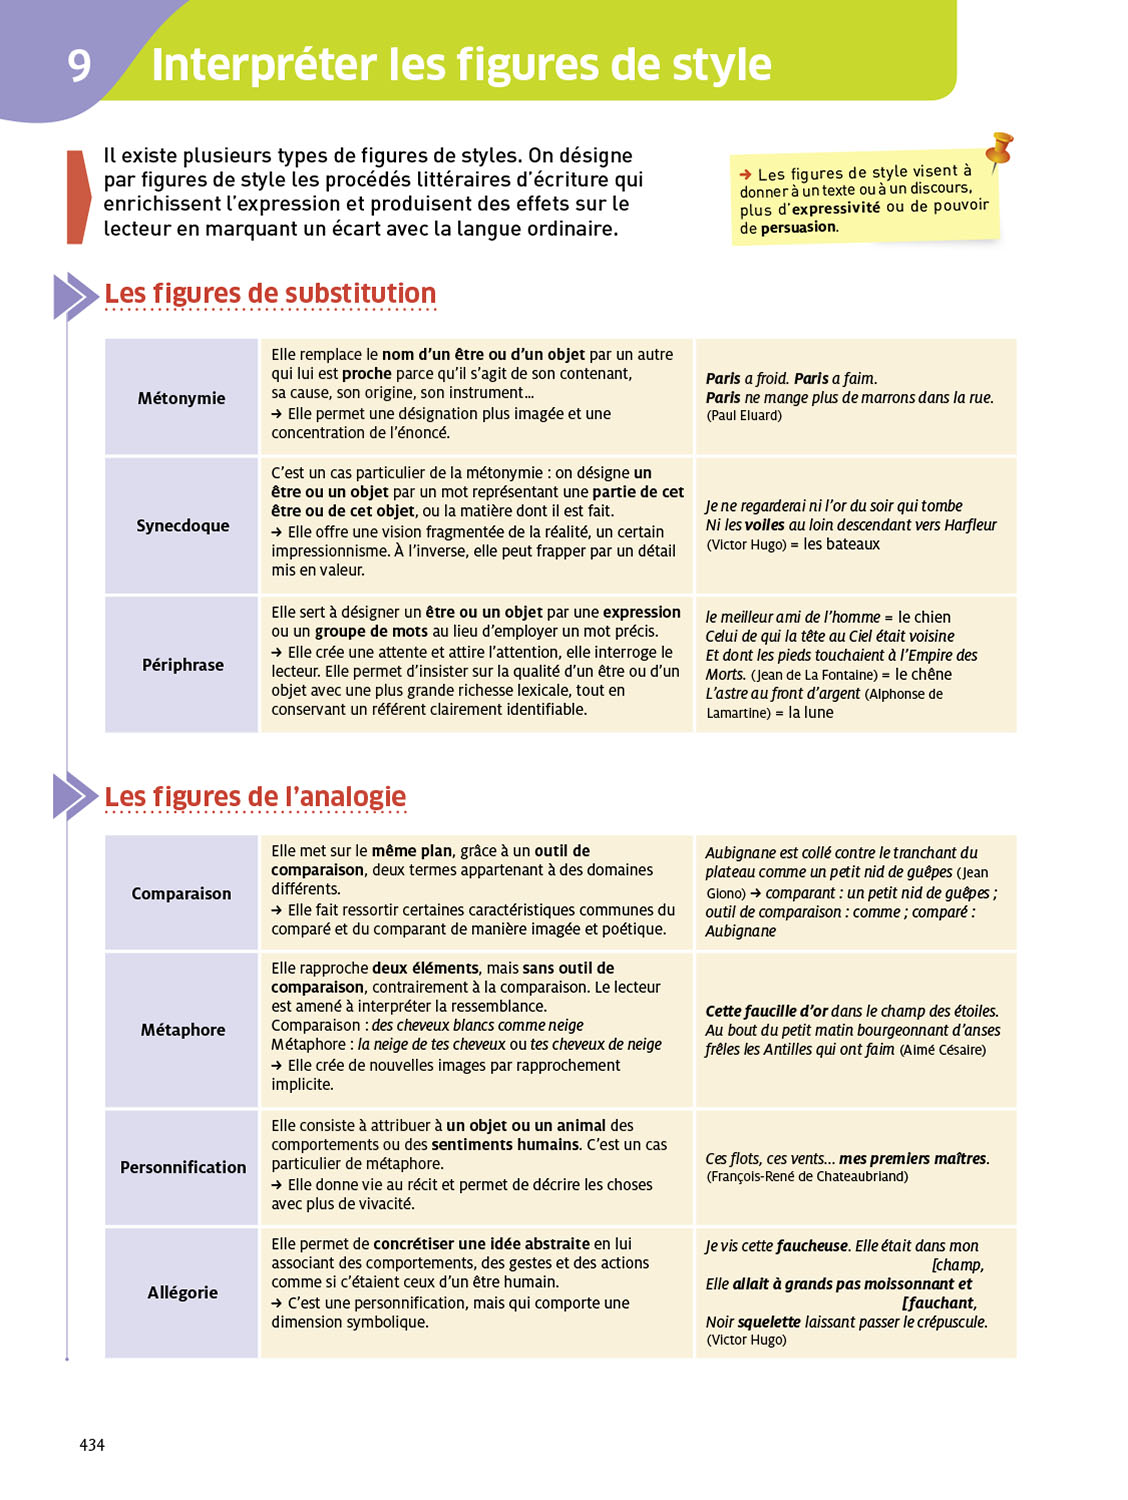 9
Interpréter les figures de style
Il existe plusieurs types de figures de styles. On désigne
par figures de style les procédés littéraires d'écriture qui
enrichissent l'expression et produisent des effets sur le
lecteur en marquant un écart avec la langue ordinaire.
→ Les figures de style visent à
donner à un texte ou à un discours,
plus d'expressivité ou de pouvoir
de persuasion.
Les figures de substitution
Métonymie
Elle remplace le nom d'un être ou d'un objet par un autre
qui lui est proche parce qu'il s'agit de son contenant,
sa cause, son origine, son instrument...
→ Elle permet une désignation plus imagée et une
concentration de l'énoncé.
Paris a froid. Paris a faim.
Paris ne mange plus de marrons dans la rue.
(Paul Eluard)
Synecdoque
C'est un cas particulier de la métonymie : on désigne un
être ou un objet par un mot représentant une partie de cet
être ou de cet objet, ou la matière dont il est fait.
→ Elle offre une vision fragmentée de la réalité, un certain
impressionnisme. À l'inverse, elle peut frapper par un détail
mis en valeur.
Je ne regarderai ni l'or du soir qui tombe
Ni les voiles au loin descendant vers Harfleur
(Victor Hugo) = les bateaux
Périphrase
Elle sert à désigner un être ou un objet par une expression
ou un groupe de mots au lieu d'employer un mot précis.
→ Elle crée une attente et attire l'attention, elle interroge le
lecteur. Elle permet d'insister sur la qualité d'un être ou d'un
objet avec une plus grande richesse lexicale, tout en
conservant un référent clairement identifiable.
le meilleur ami de l'homme = le chien
Celui de qui la tête au Ciel était voisine
Et dont les pieds touchaient à l'Empire des
Morts. (Jean de La Fontaine) = le chêne
L'astre au front d'argent (Alphonse de
Lamartine) = la lune
Les figures de l'analogie
Comparaison
Elle met sur le même plan, grâce à un outil de
comparaison, deux termes appartenant à des domaines
différents.
→ Elle fait ressortir certaines caractéristiques communes du
comparé et du comparant de manière imagée et poétique.
Aubignane est collé contre le tranchant du
plateau comme un petit nid de guêpes (Jean
Giono) → comparant : un petit nid de guêpes ;
outil de comparaison : comme ; comparé :
Aubignane
Métaphore
Elle rapproche deux éléments, mais sans outil de
comparaison, contrairement à la comparaison. Le lecteur
est amené à interpréter la ressemblance.
Comparaison : des cheveux blancs comme neige
Métaphore : la neige de tes cheveux ou tes cheveux de neige
→ Elle crée de nouvelles images par rapprochement
implicite.
Cette faucille d'or dans le champ des étoiles.
Au bout du petit matin bourgeonnant d'anses
frêles les Antilles qui ont faim (Aimé Césaire)
Personnification
Elle consiste à attribuer à un objet ou un animal des
comportements ou des sentiments humains. C'est un cas
particulier de métaphore.
→ Elle donne vie au récit et permet de décrire les choses
avec plus de vivacité.
Ces flots, ces vents... mes premiers maîtres.
(François-René de Chateaubriand)
Allégorie
Elle permet de concrétiser une idée abstraite en lui
associant des comportements, des gestes et des actions
comme si c'étaient ceux d'un être humain.
→ C'est une personnification, mais qui comporte une
dimension symbolique.
Je vis cette faucheuse. Elle était dans mon
[champ,
Elle allait à grands pas moissonnant et
[fauchant,
Noir squelette laissant passer le crépuscule.
(Victor Hugo)
434